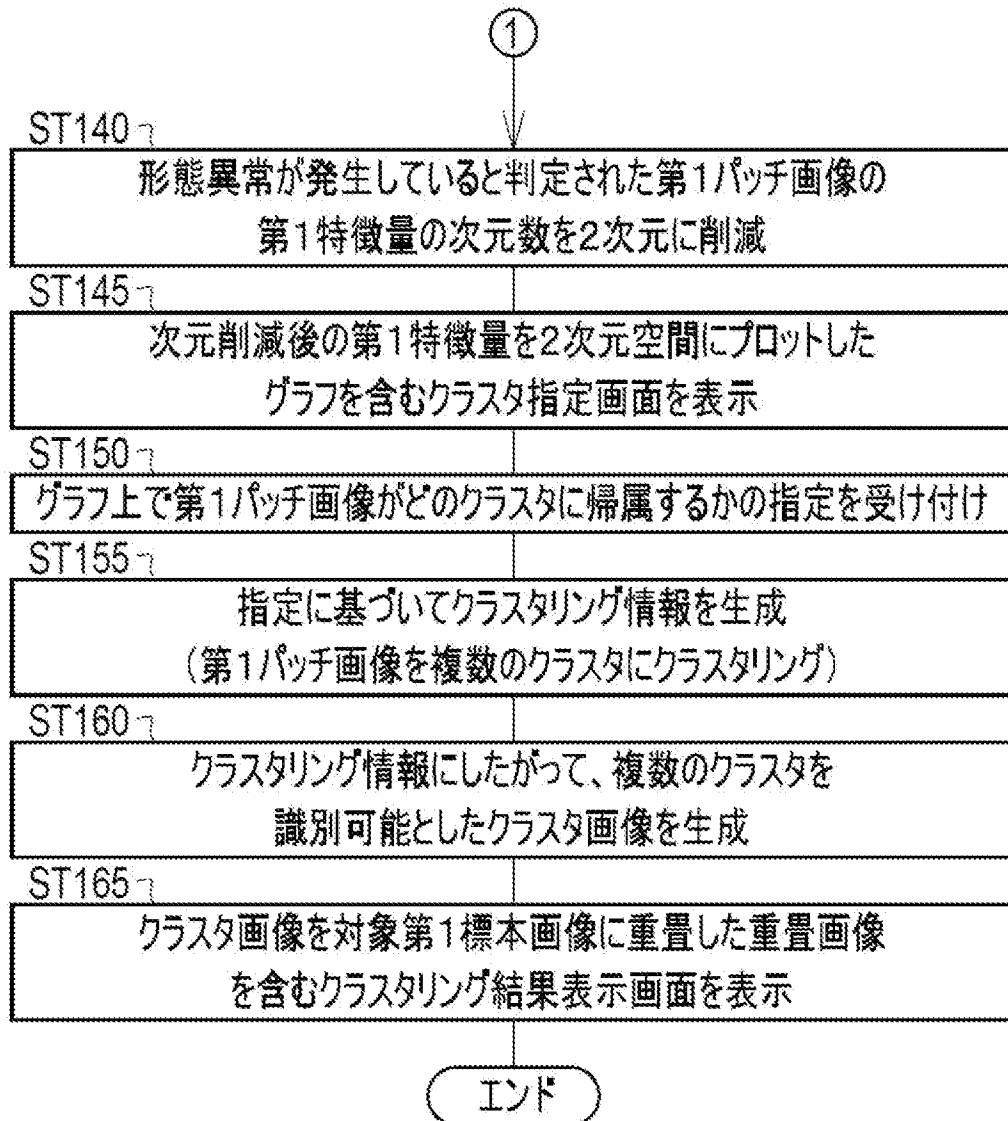 1
ST140
形態異常が発生していると判定された第1パッチ画像の
第1特徴量の次元数を2次元に削減
ST145
次元削減後の第1特徴量を2次元空間にプロットした
グラフを含むクラスタ指定画面を表示
ST150
グラフ上で第1パッチ画像がどのクラスタに帰属するかの指定を受け付け
ST155
指定に基づいてクラスタリング情報を生成
(第1パッチ画像を複数のクラスタにクラスタリング)
ST160
クラスタリング情報にしたがって、複数のクラスタを
識別可能としたクラスタ画像を生成
ST165
クラスタ画像を対象第1標本画像に重畳した重畳画像
を含むクラスタリング結果表示画面を表示
エンド